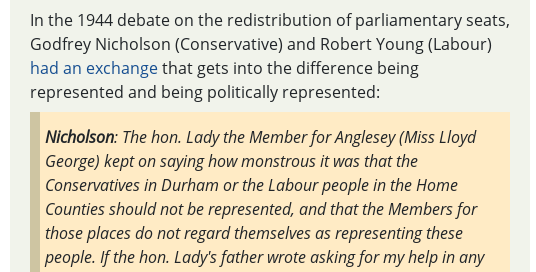 In the 1944 debate on the redistribution of parliamentary seats,
Godfrey Nicholson (Conservative) and Robert Young (Labour)
had an exchange that gets into the difference being
represented and being politically represented:
Nicholson: The hon. Lady the Member for Anglesey (Miss Lloyd
George) kept on saying how monstrous it was that the
Conservatives in Durham or the Labour people in the Home
Counties should not be represented, and that the Members for
those places do not regard themselves as representing these
people. If the hon. Lady's father wrote asking for my help in any